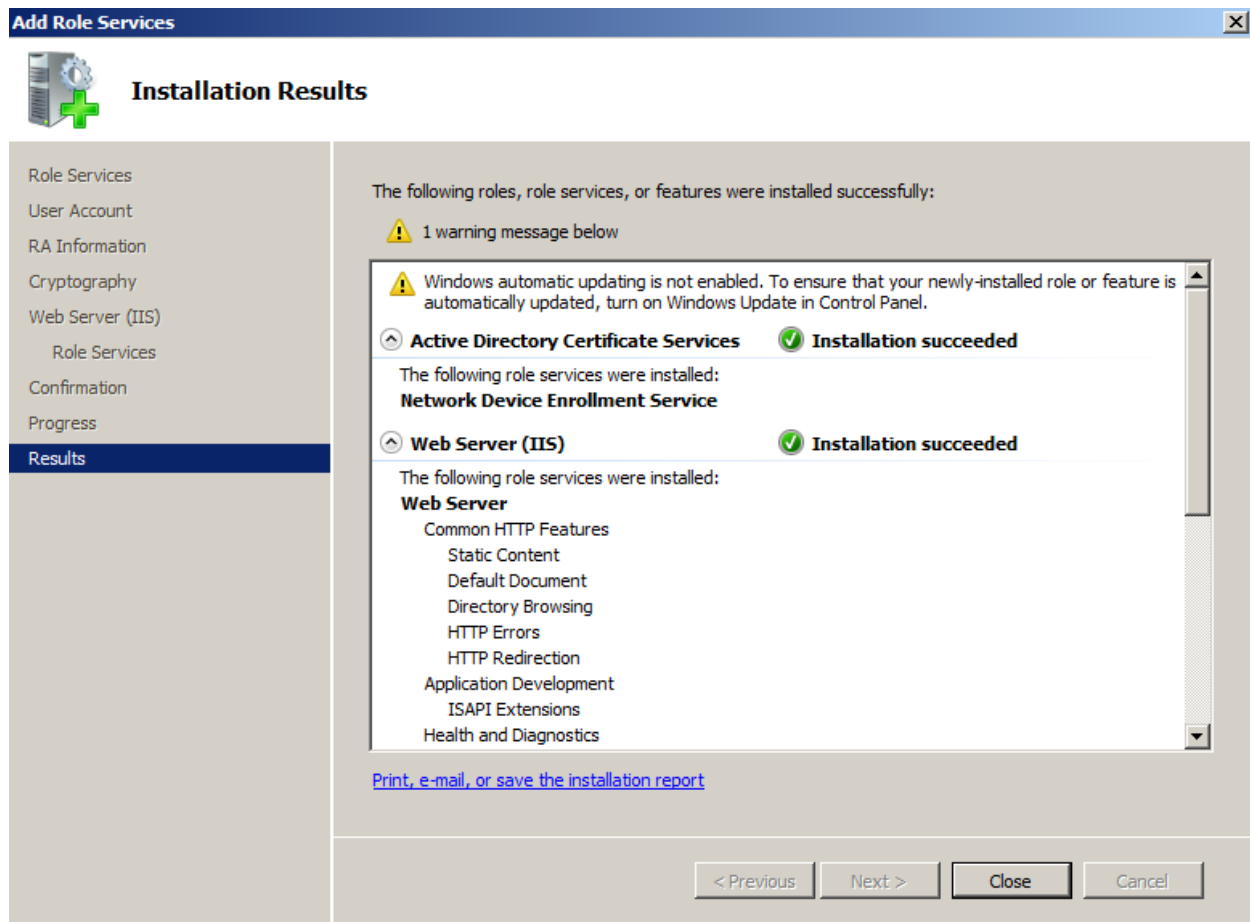 Add Role Services
Installation Results
Role Services
User Account
RA Information
Cryptography
Web Server (IIS)
Role Services
Confirmation
Progress
Results
The following roles, role services, or features were installed successfully:
1 warning message below
Windows automatic updating is not enabled. To ensure that your newly-installed role or feature is
automatically updated, turn on Windows Update in Control Panel.
Active Directory Certificate Services Installation succeeded
The following role services were installed:
Network Device Enrollment Service
Web Server (IIS) Installation succeeded
The following role services were installed:
Web Server
Common HTTP Features
Static Content
Default Document
Directory Browsing
HTTP Errors
HTTP Redirection
Application Development
ISAPI Extensions
Health and Diagnostics
Print, e-mail, or save the installation report
< Previous Next > Close Cancel